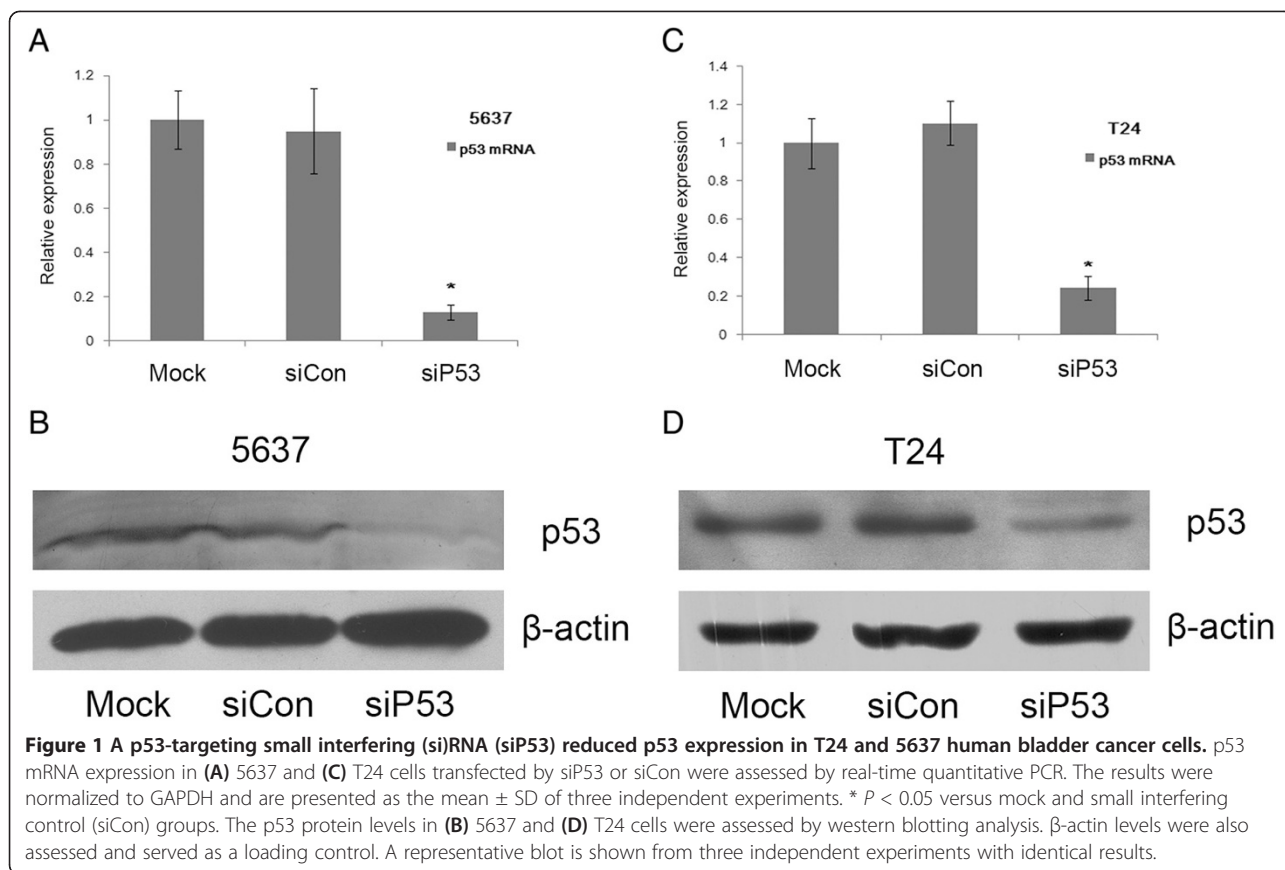 A
1.2
1
0.8
0.6
0.4
0.2
0
Relative expression
5637
p53 mRNA
*
Mock siCon siP53
C
1.4
1.2
1
0.8
0.6
0.4
0.2
0
Relative expression
T24
p53 mRNA
*
Mock siCon siP53
B
5637
p53
β-actin
Mock siCon siP53
D
T24
p53
β-actin
Mock siCon siP53
Figure 1 A p53-targeting small interfering (si)RNA (siP53) reduced p53 expression in T24 and 5637 human bladder cancer cells. p53
mRNA expression in (A) 5637 and (C) T24 cells transfected by siP53 or siCon were assessed by real-time quantitative PCR. The results were
normalized to GAPDH and are presented as the mean ± SD of three independent experiments. * P < 0.05 versus mock and small interfering
control (siCon) groups. The p53 protein levels in (B) 5637 and (D) T24 cells were assessed by western blotting analysis. β-actin levels were also
assessed and served as a loading control. A representative blot is shown from three independent experiments with identical results.